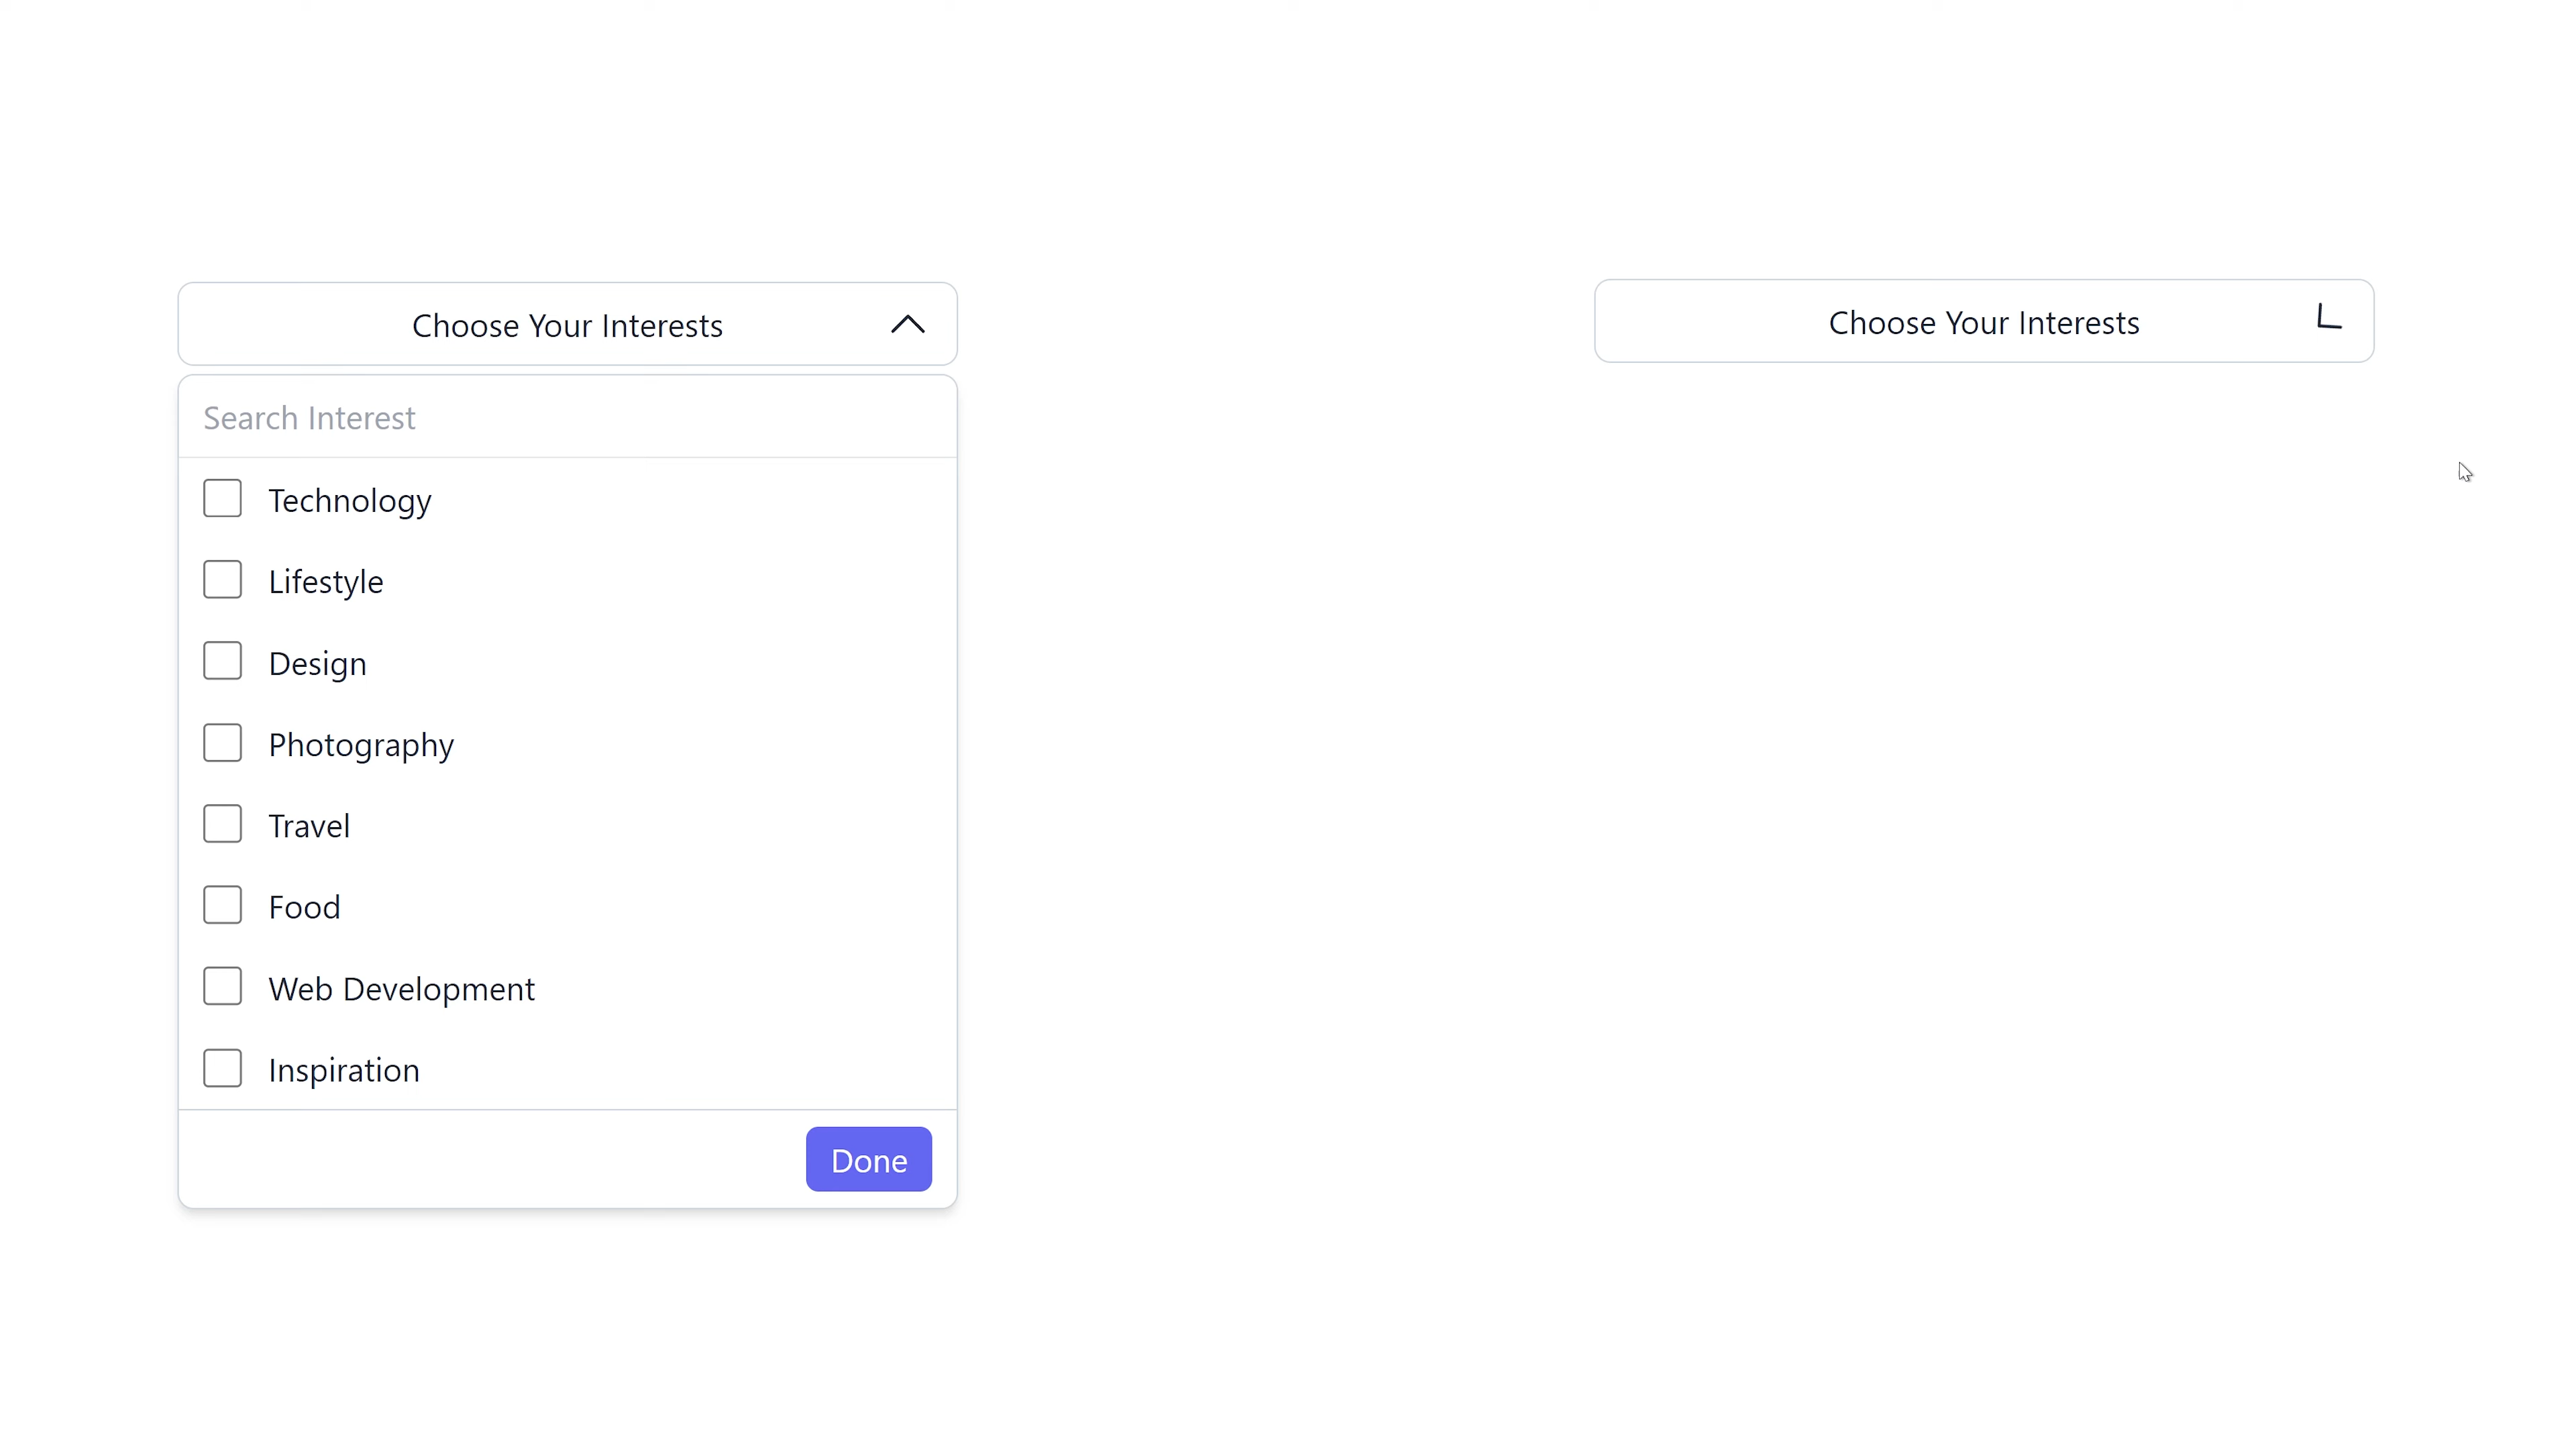 Choose Your Interests
Search Interest
Technology
Lifestyle
Design
Photography
Travel
Food
Web Development
Inspiration
Done
Choose Your Interests